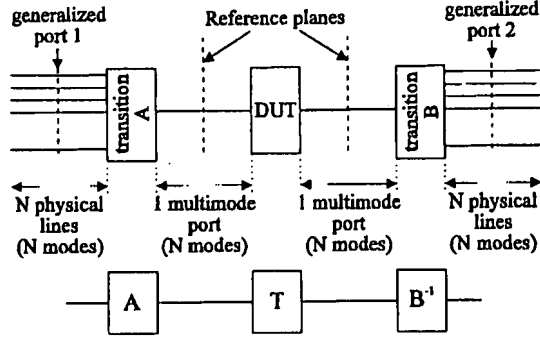 generalized
port 1
Reference planes
generalized
port 2
transition
A
DUT
transition
B
N physical
lines
(N modes)
1 multimode
port
(N modes)
1 multimode
port
(N modes)
N physical
lines
(N modes)
A
T
B⁻¹